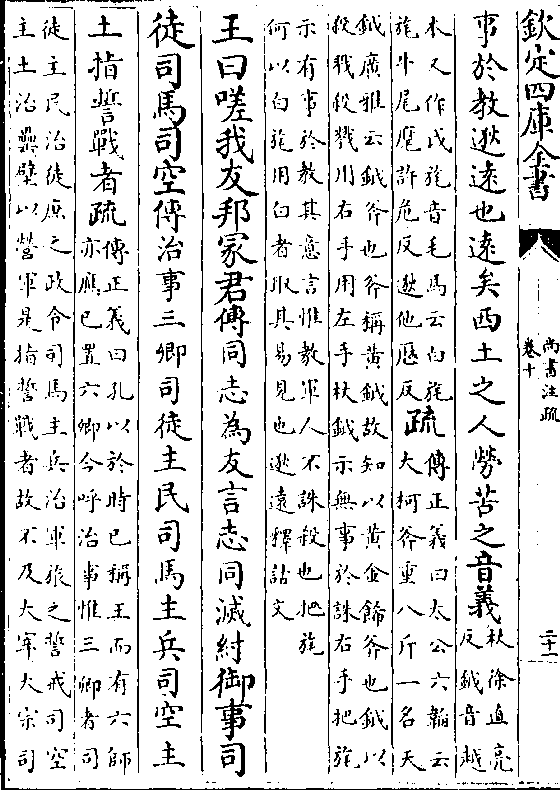 欽定四庫全書
尚書注疏
卷十
二十一
事於教逖遠也遠矣西土之人勞苦之音義
杖徐直亮
反鉞音越
本又作戉旄音毛馬云白旄
旄牛尾麾許危反逖他歷反疏
傳正義曰太公六韜云
大柯斧重八斤一名天
鉞廣雅云鉞斧也斧稱黄鉞故知以黄金飾斧也鉞以
殺戮殺戮用右手用左手杖鉞示無事於誅右手把旄
示有事於教其意言惟教軍人不誅殺也把旄
何以白旄用白者取其易見也逖遠釋詁文
王曰嗟我友邦冢君傳同志為友言志同滅紂御事司
徒司馬司空傳治事三卿司徒主民司馬主兵司空主
土指誓戰者疏
傳正義曰孔以於時已稱王而有六師
亦應已置六卿今呼治事惟三卿者司
徒主民治徒庶之政令司馬主兵治軍旅之誓戒司空
主土治壘壁以營軍是指誓戰者故不及太宰太宗司